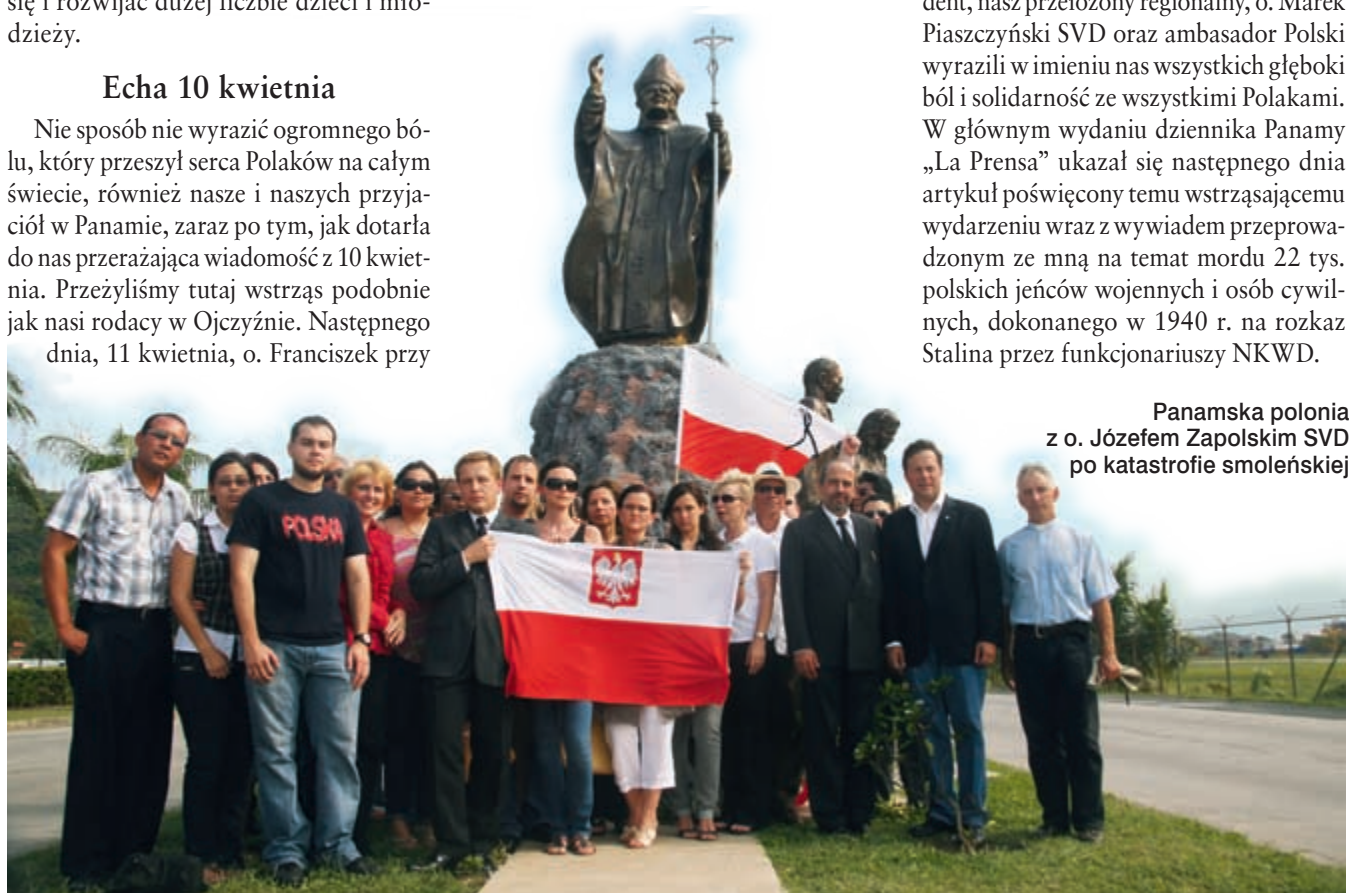 się i rozwijać dużej liczbie dzieci i mło-
dzieży.
Echa 10 kwietnia
Nie sposób nie wyrazić ogromnego bó-
lu, który przeszył serca Polaków na całym
świecie, również nasze i naszych przyja-
ciół w Panamie, zaraz po tym, jak dotarła
do nas przerażająca wiadomość z 10 kwiet-
nia. Przeżyliśmy tutaj wstrząs podobnie
jak nasi rodacy w Ojczyźnie. Następnego
dnia, 11 kwietnia, o. Franciszek przy
dent, nasz przełożony regionalny, o. Marek
Piaszczyński SVD oraz ambasador Polski
wyrazili w imieniu nas wszystkich głęboki
ból i solidarność ze wszystkimi Polakami.
W głównym wydaniu dziennika Panamy
„La Prensa” ukazał się następnego dnia
artykuł poświęcony temu wstrząsającemu
wydarzeniu wraz z wywiadem przeprowa-
dzonym ze mną na temat mordu 22 tys.
polskich jeńców wojennych i osób cywil-
nych, dokonanego w 1940 r. na rozkaz
Stalina przez funkcjonariuszy NKWD.
Panamska polonia
z o. Józefem Zapolskim SVD
po katastrofie smoleńskiej
POLSKA